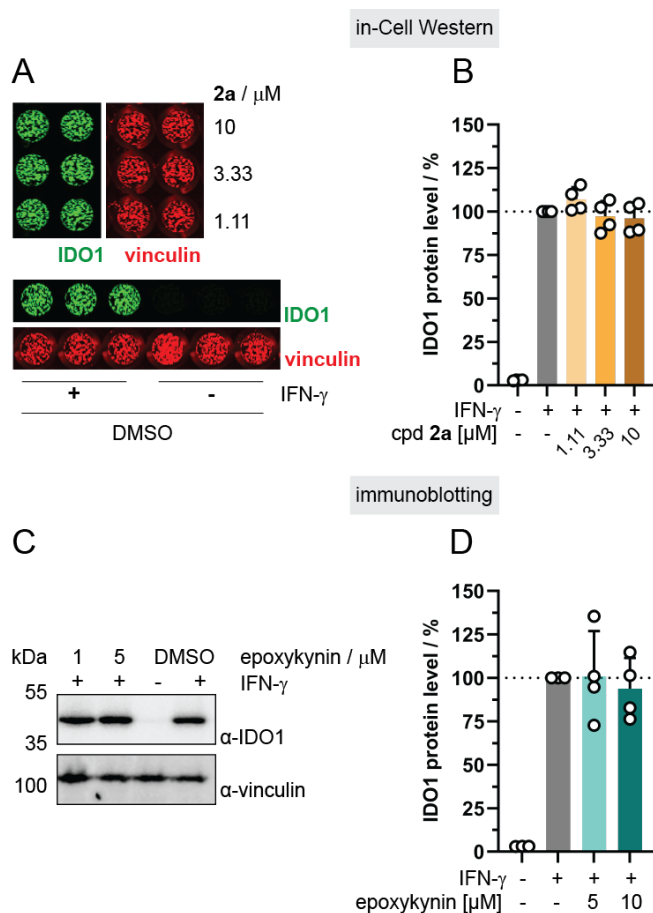 in-Cell Western
A
2a / μM
10
3.33
1.11
IDO1 vinculin
IDO1
vinculin
+ - IFN-γ
DMSO
B
IDO1 protein level / %
150
125
100
75
50
25
0
IFN-γ - + + + +
cpd 2a [μM] - - 1.11 3.33 10
immunoblotting
C
kDa 1 5 DMSO epoxykynin / μM
+ + - + IFN-γ
55
35
α-IDO1
100
α-vinculin
D
IDO1 protein level / %
150
125
100
75
50
25
0
IFN-γ - + + +
epoxykynin [μM] - - 5 10